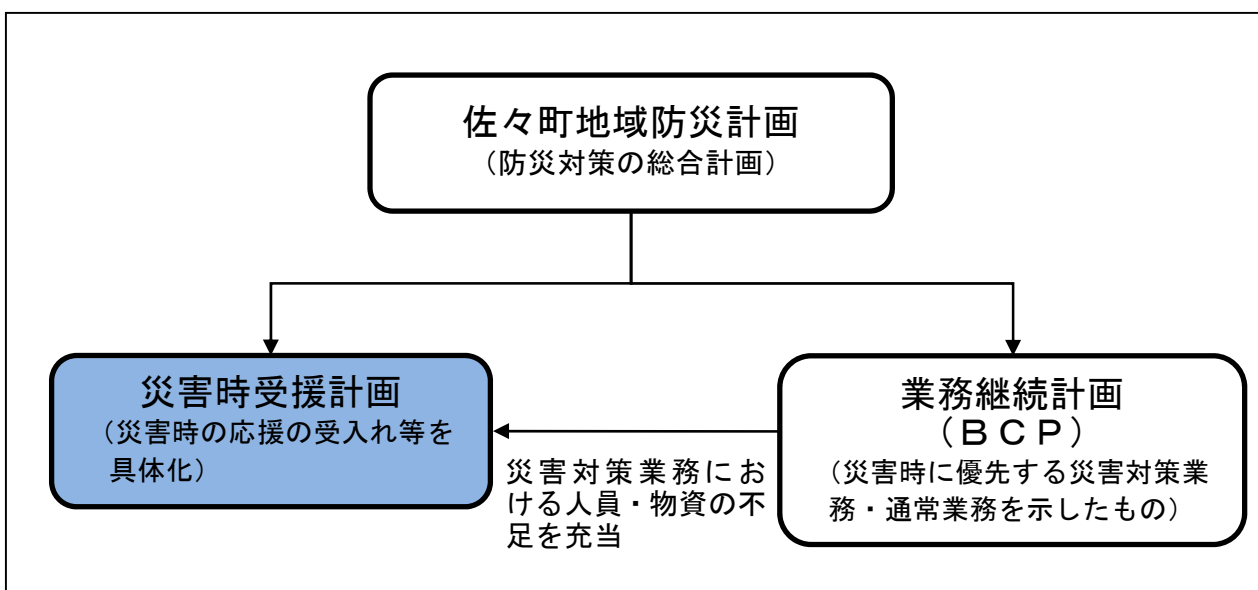 佐々町地域防災計画
（防災対策の総合計画）
災害時受援計画
（災害時の応援の受入れ等を
具体化）
災害対策業務にお
ける人員・物資の不
足を充当
業務継続計画
（ＢＣＰ）
（災害時に優先する災害対策業
務・通常業務を示したもの）